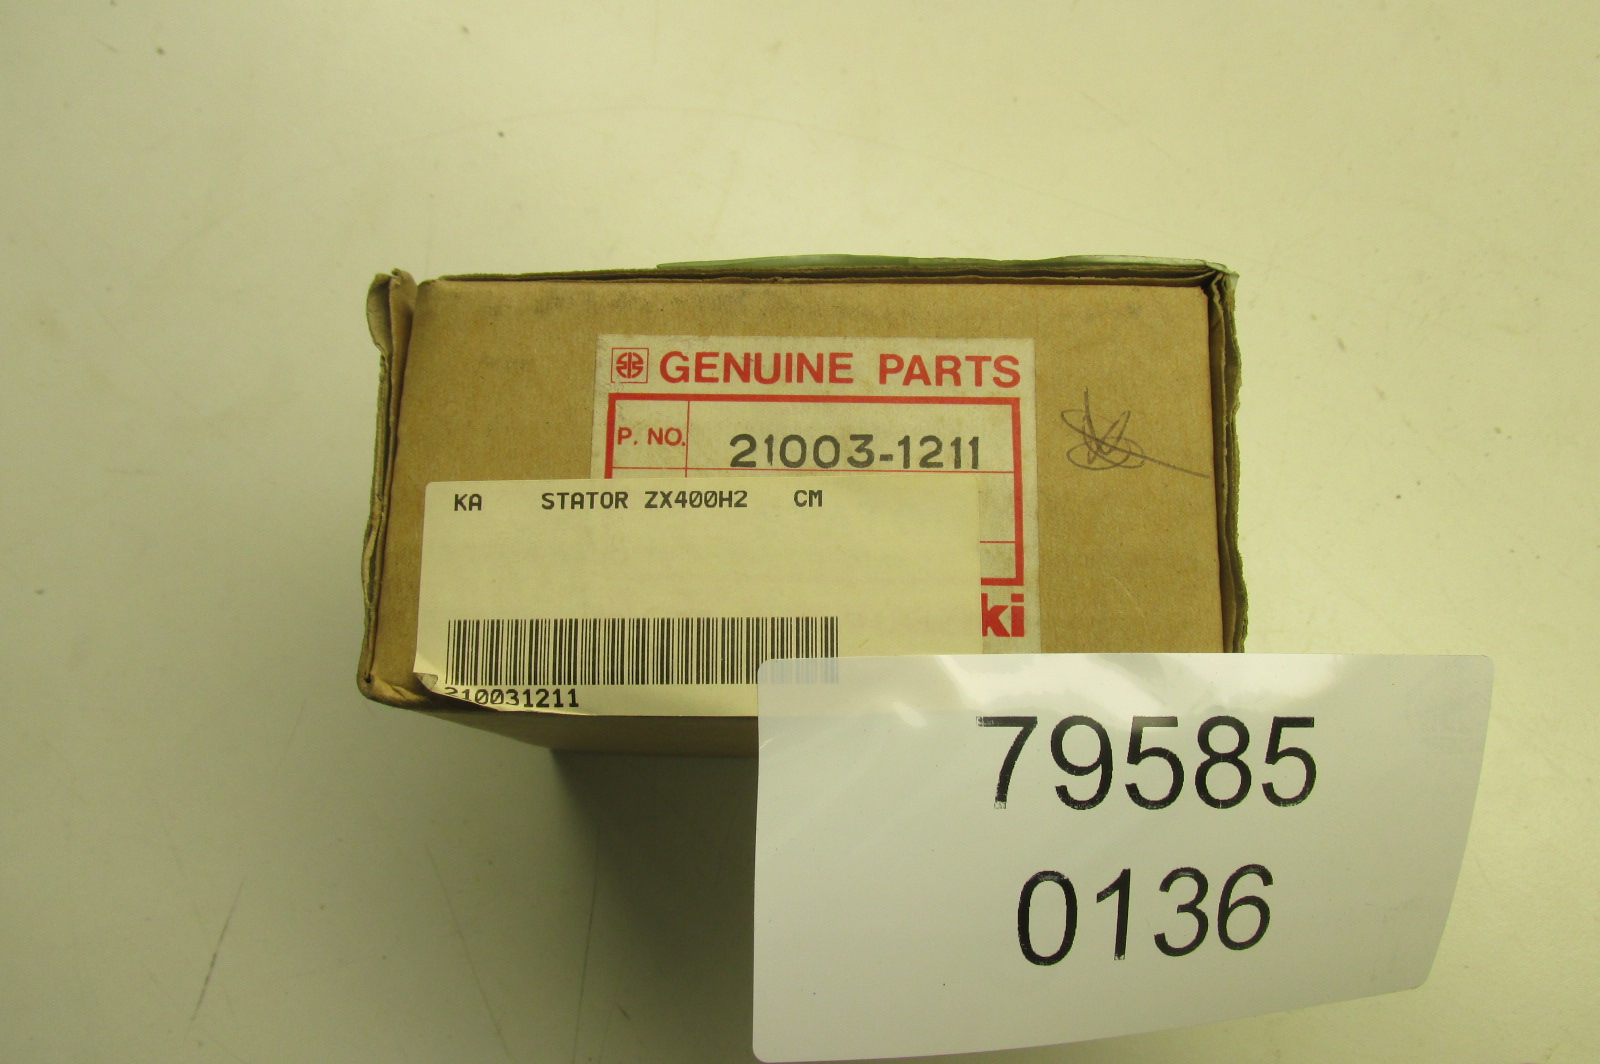 GENUINE PARTS
P. NO. 21003-1211
KA STATOR ZX400H2 CM
ki
210031211
79585
0136